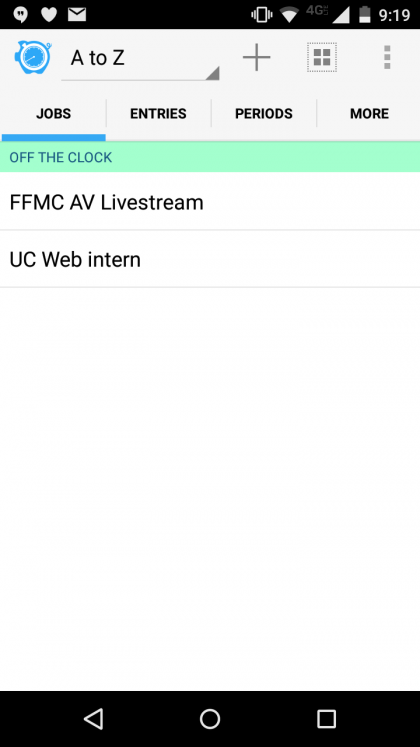 4G 9:19
A to Z
JOBS ENTRIES PERIODS MORE
OFF THE CLOCK
FFMC AV Livestream
UC Web intern